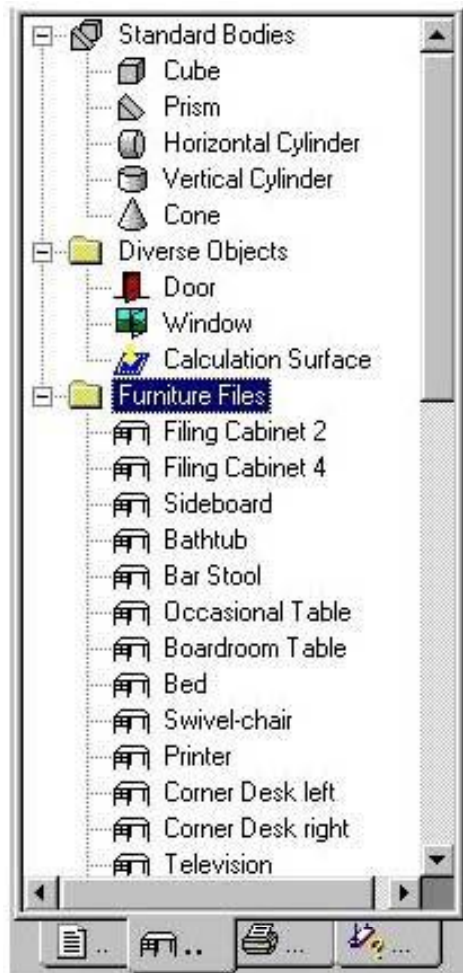 Standard Bodies
Cube
Prism
Horizontal Cylinder
Vertical Cylinder
Cone
Diverse Objects
Door
Window
Calculation Surface
Furniture Files
Filing Cabinet 2
Filing Cabinet 4
Sideboard
Bathtub
Bar Stool
Occasional Table
Boardroom Table
Bed
Swivel-chair
Printer
Corner Desk left
Corner Desk right
Television
.. .. ... ...